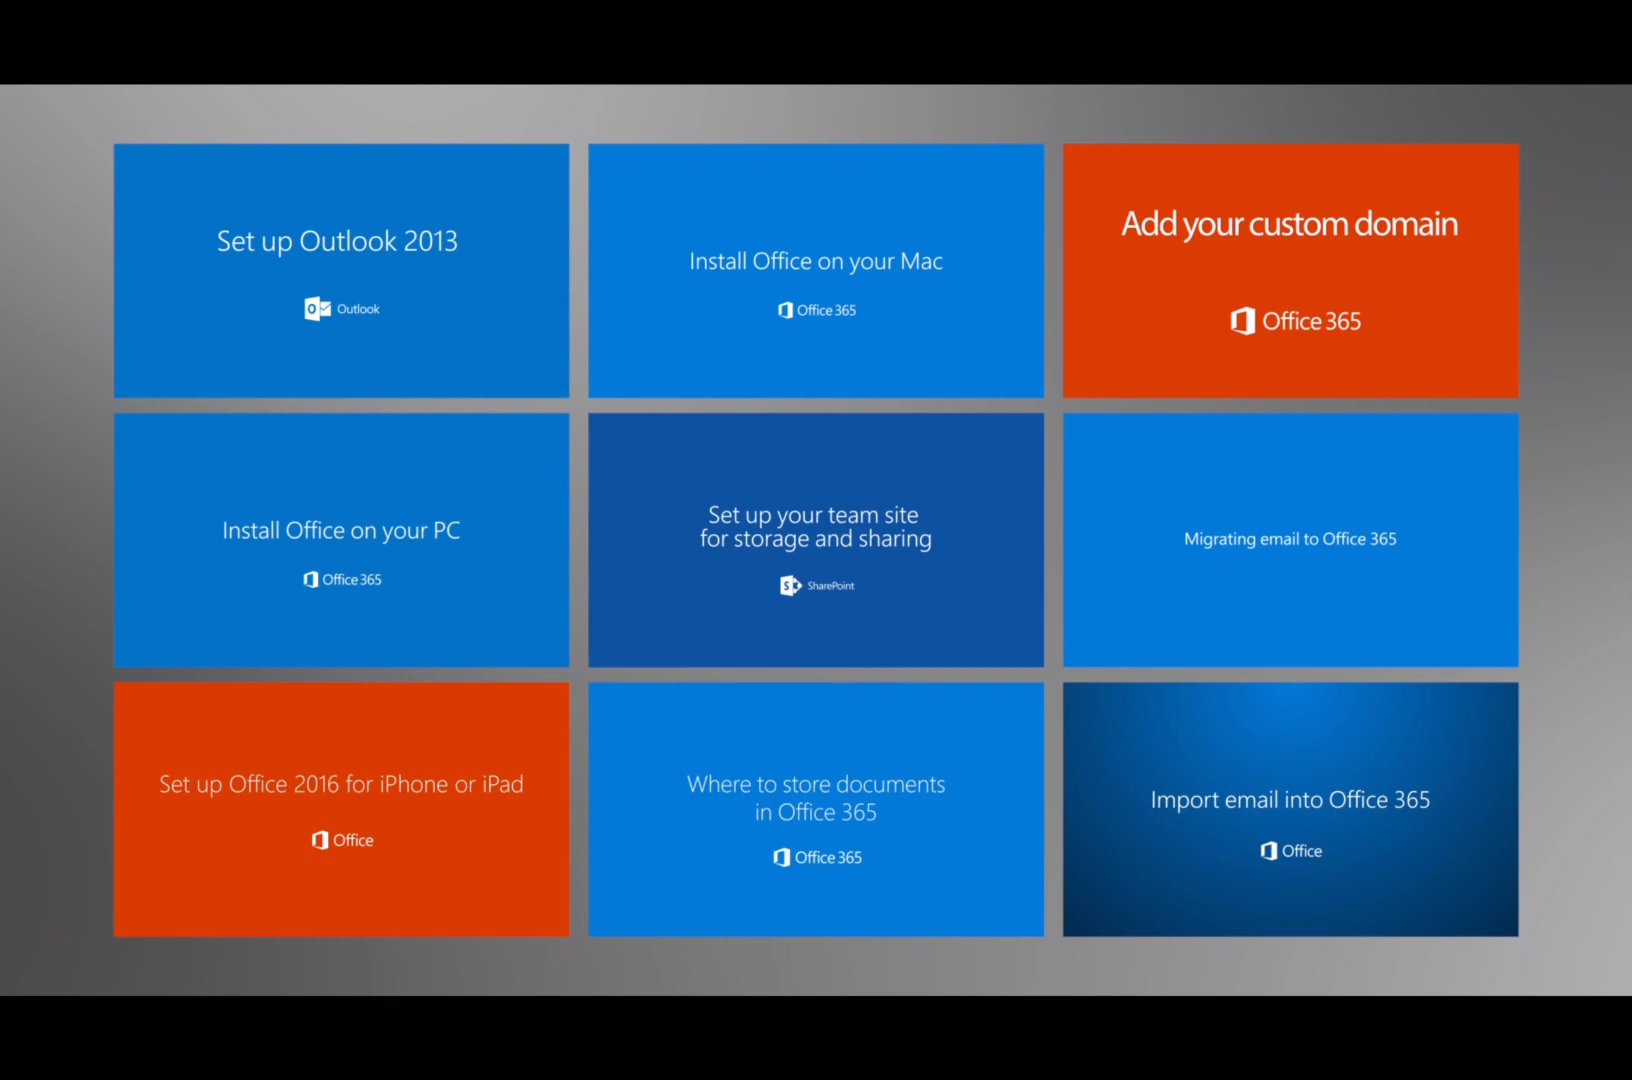 Set up Outlook 2013
Outlook
Install Office on your Mac
Office 365
Add your custom domain
Office 365
Install Office on your PC
Office 365
Set up your team site
for storage and sharing
SharePoint
Migrating email to Office 365
Set up Office 2016 for iPhone or iPad
Office
Where to store documents
in Office 365
Office 365
Import email into Office 365
Office